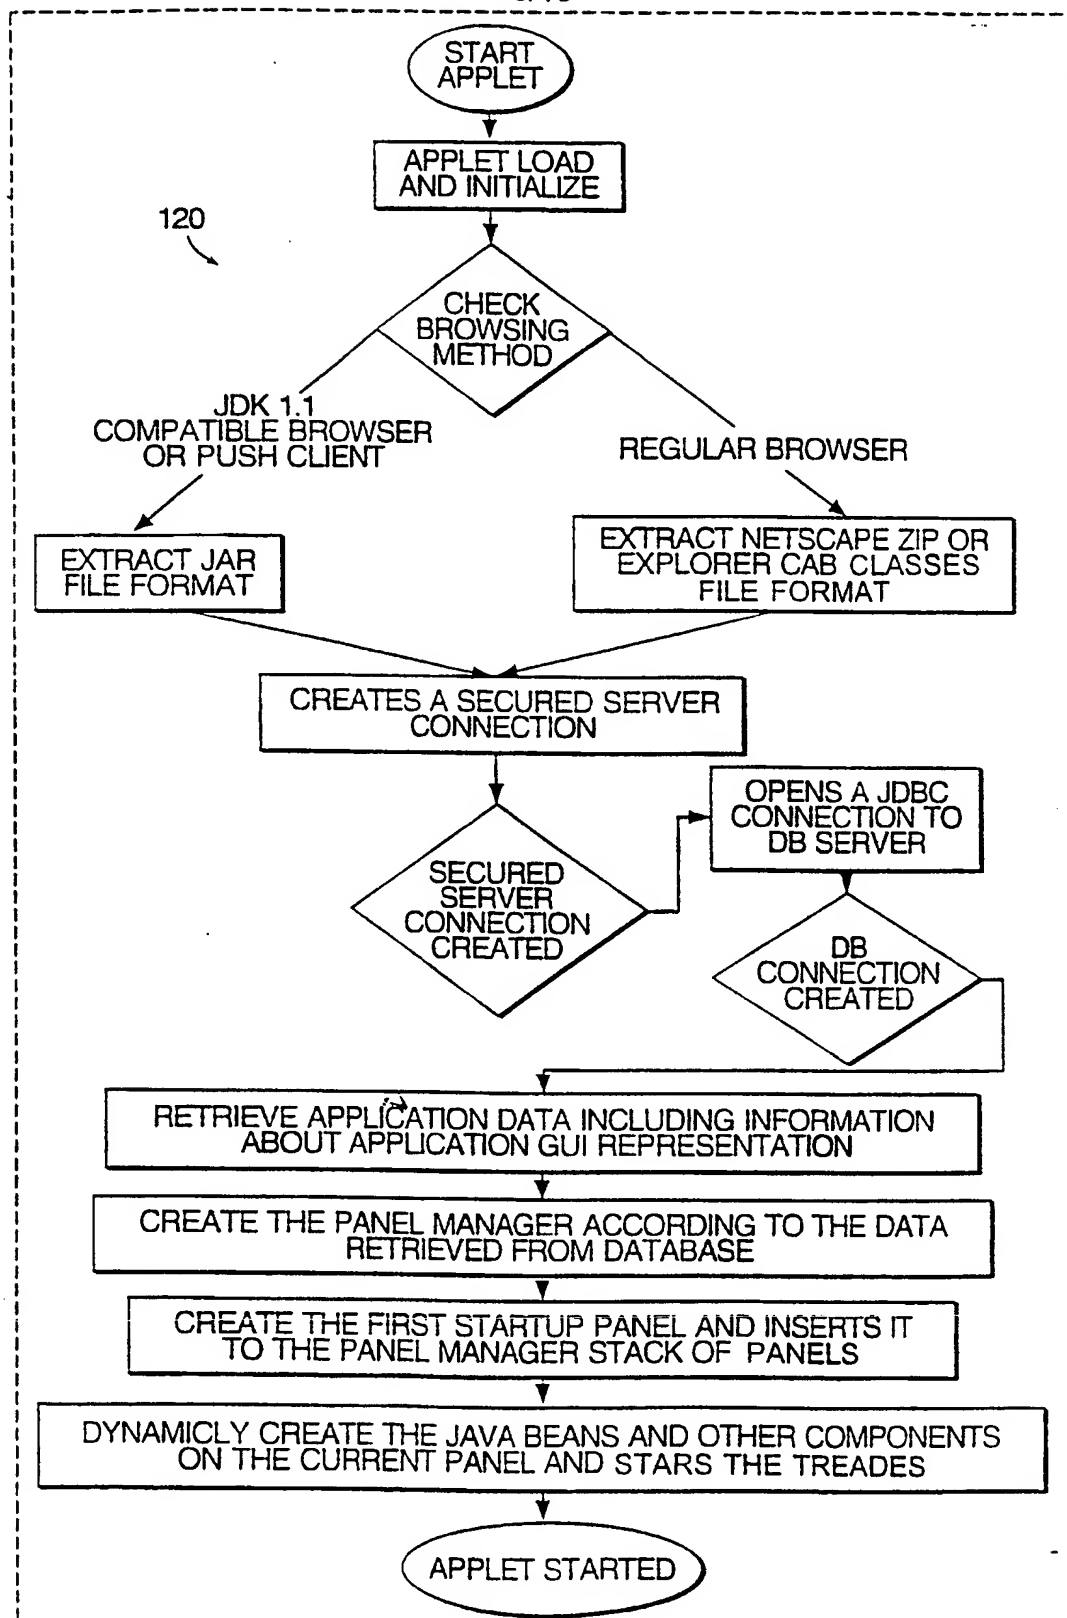 START
APPLET
APPLET LOAD
AND INITIALIZE
120
CHECK
BROWSING
METHOD
JDK 1.1
COMPATIBLE BROWSER
OR PUSH CLIENT
REGULAR BROWSER
EXTRACT JAR
FILE FORMAT
EXTRACT NETSCAPE ZIP OR
EXPLORER CAB CLASSES
FILE FORMAT
CREATES A SECURED SERVER
CONNECTION
OPENS A JDBC
CONNECTION TO
DB SERVER
SECURED
SERVER
CONNECTION
CREATED
DB
CONNECTION
CREATED
RETRIEVE APPLICATION DATA INCLUDING INFORMATION
ABOUT APPLICATION GUI REPRESENTATION
CREATE THE PANEL MANAGER ACCORDING TO THE DATA
RETRIEVED FROM DATABASE
CREATE THE FIRST STARTUP PANEL AND INSERTS IT
TO THE PANEL MANAGER STACK OF PANELS
DYNAMICLY CREATE THE JAVA BEANS AND OTHER COMPONENTS
ON THE CURRENT PANEL AND STARS THE TREADES
APPLET STARTED